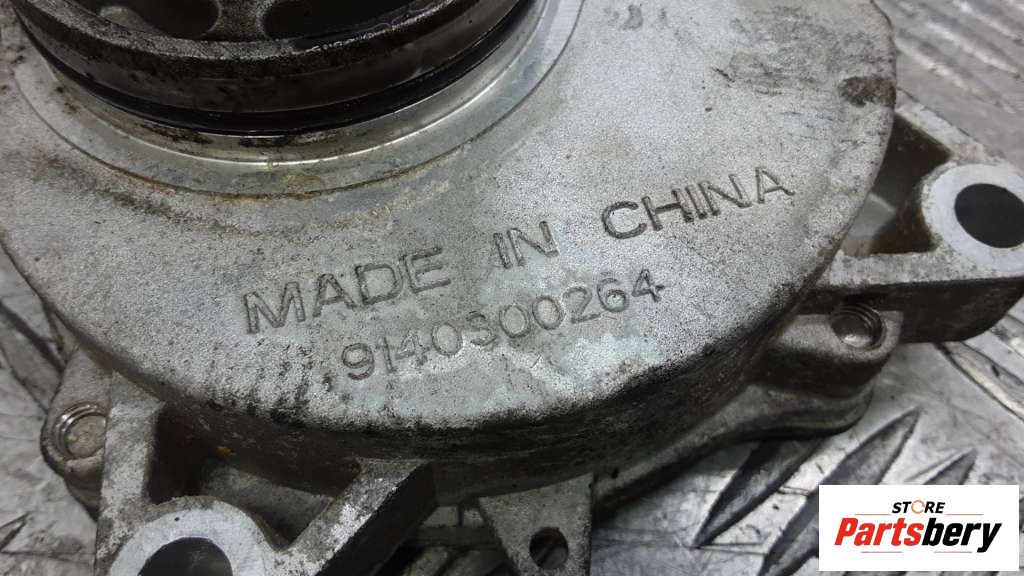 MADE IN CHINA
9140300264
STORE
Partsbery